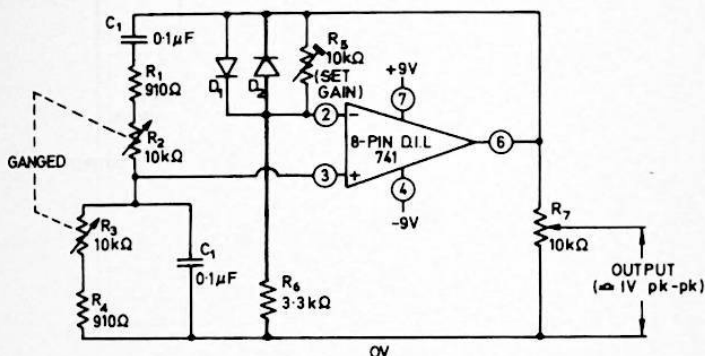 C1
0·1µF
R1
910Ω
R2
10kΩ
GANGED
R3
10kΩ
R4
910Ω
C1
0·1µF
D1
D2
R5
10kΩ
(SET
GAIN)
R6
3·3kΩ
2
3
+9V
7
8-PIN D.I.L
741
6
4
-9V
R7
10kΩ
OUTPUT
(≏ 1V pk-pk)
0V